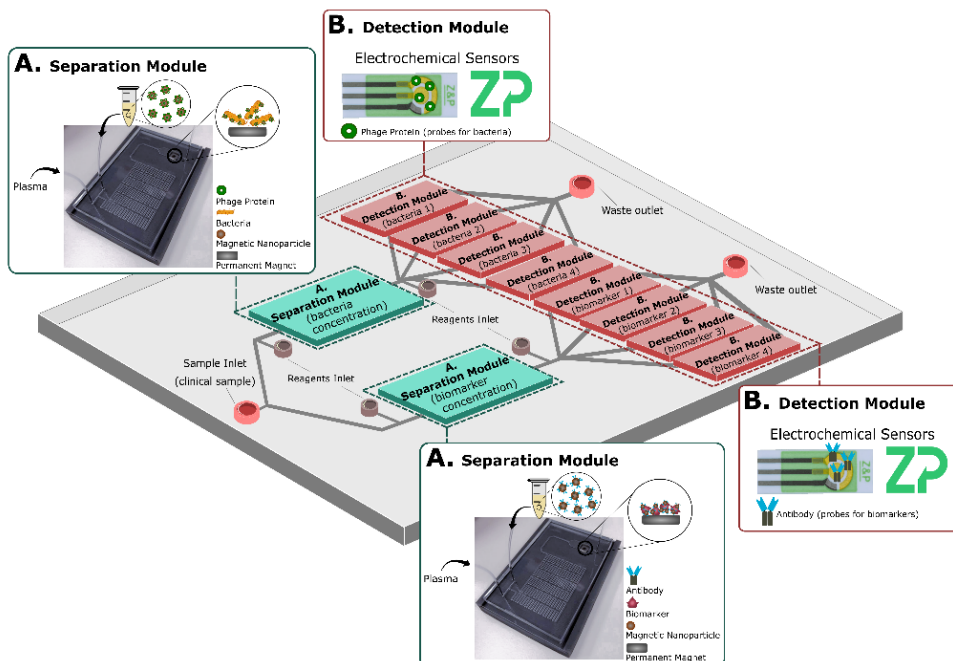 B. Detection Module
Electrochemical Sensors
Z&P
ZP
Phage Protein (probes for bacteria)
A. Separation Module
Plasma
Phage Protein
Bacteria
Magnetic Nanoparticle
Permanent Magnet
B.
Detection Module
(bacteria 1)
B.
Detection Module
(bacteria 2)
B.
Detection Module
(bacteria 3)
B.
Detection Module
(bacteria 4)
B.
Detection Module
(biomarker 1)
B.
Detection Module
(biomarker 2)
B.
Detection Module
(biomarker 3)
B.
Detection Module
(biomarker 4)
Waste outlet
Waste outlet
A.
Separation Module
(bacteria
concentration)
Reagents Inlet
Sample Inlet
(clinical sample)
Reagents Inlet
A.
Separation Module
(biomarker
concentration)
B. Detection Module
Electrochemical Sensors
Z&P
ZP
Antibody (probes for biomarkers)
A. Separation Module
Plasma
Antibody
Biomarker
Magnetic Nanoparticle
Permanent Magnet